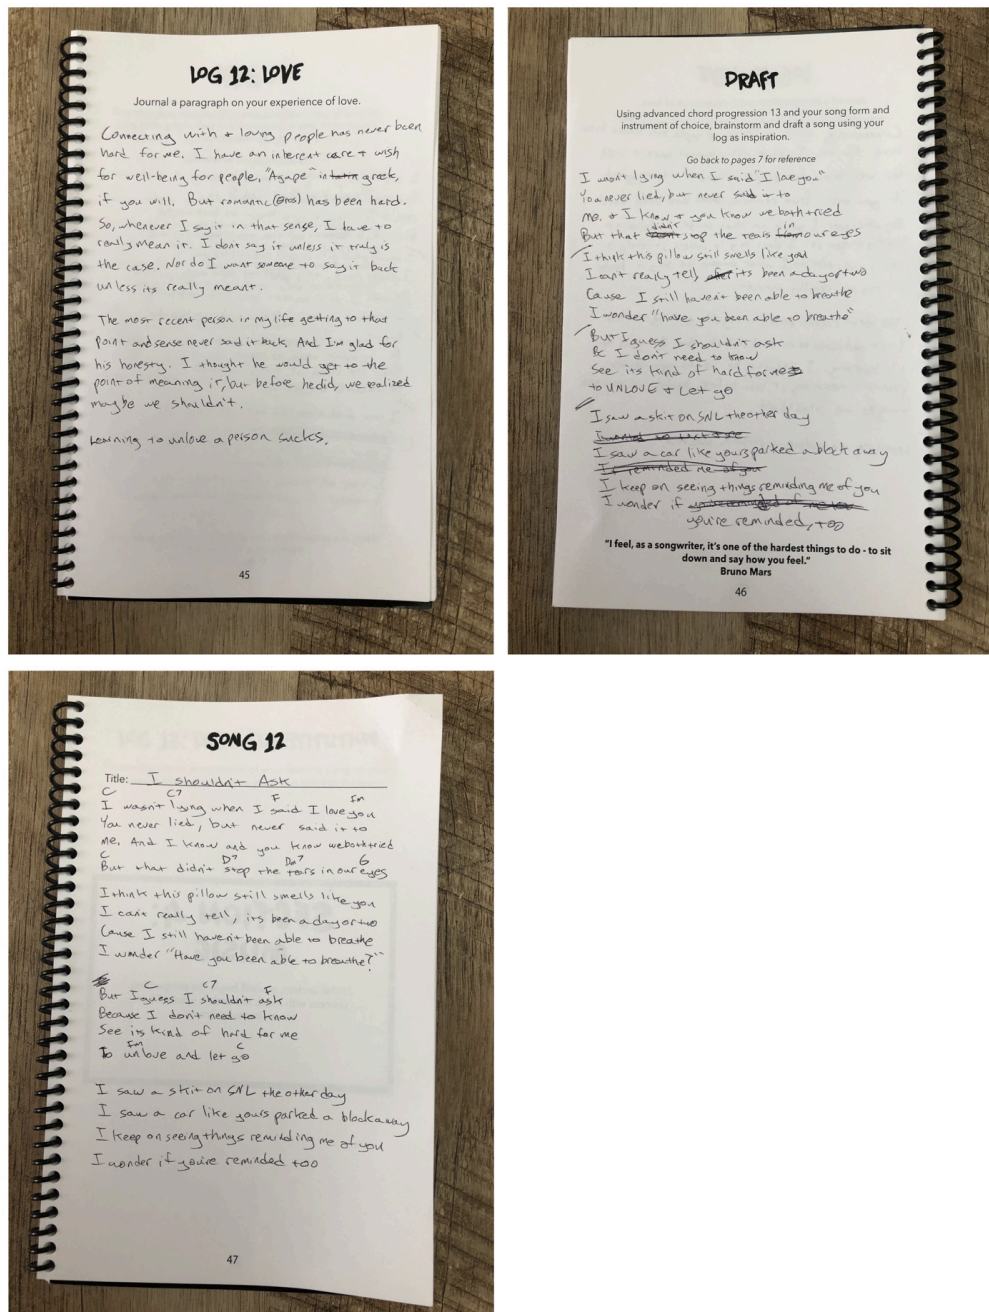 LOG 12: LOVE
Journal a paragraph on your experience of love.
Connecting with + loving people has never been
hard for me. I have an interent care + wish
for well-being for people, "Agape" in latin greek,
if you will. But romantic (Eros) has been hard.
So, whenever I say it in that sense, I have to
really mean it. I dont say it unless it truly is
the case. Nor do I want someone to say it back
unless its really meant.
The most recent person in my life getting to that
point and sense never said it back. And I'm glad for
his honesty. I thought he would get to the
point of meaning it, but before he did, we realized
maybe we shouldn't.
Learning to unlove a person sucks.
45
DRAFT
Using advanced chord progression 13 and your song form and
instrument of choice, brainstorm and draft a song using your
log as inspiration.
Go back to pages 7 for reference
I wasn't lying when I said "I love you"
You never lied, but never said it to
me, + I know + you know we both tried
didn't in
But that don't stop the tears from our eyes
I think this pillow still smells like you
I cant really tell, after its been a day or two
Cause I still haven't been able to breathe
I wonder "have you been able to breathe"
But I guess I shouldn't ask
Bc I don't need to know
See its kind of hard for me
to UNLOVE + Let go
I saw a skit on SNL the other day
I saw a car like yours parked a block away
It reminded me of you
I keep on seeing things reminding me of you
I wonder if
you're reminded, too
"I feel, as a songwriter, it's one of the hardest things to do - to sit
down and say how you feel."
Bruno Mars
46
SONG 12
Title: I shouldn't Ask
C C7 F Fm
I wasn't lying when I said I love you
You never lied, but never said it to
me. And I know and you know we both tried
C D7 Dm7 G
But that didn't stop the tears in our eyes
I think this pillow still smells like you
I can't really tell, its been a day or two
Cause I still haven't been able to breathe
I wonder "Have you been able to breathe?"
C C7 F
But I guess I shouldn't ask
Because I don't need to know
See its kind of hard for me
Fm C
To unlove and let go
I saw a skit on SNL the other day
I saw a car like yours parked a block away
I keep on seeing things reminding me of you
I wonder if you're reminded too
47